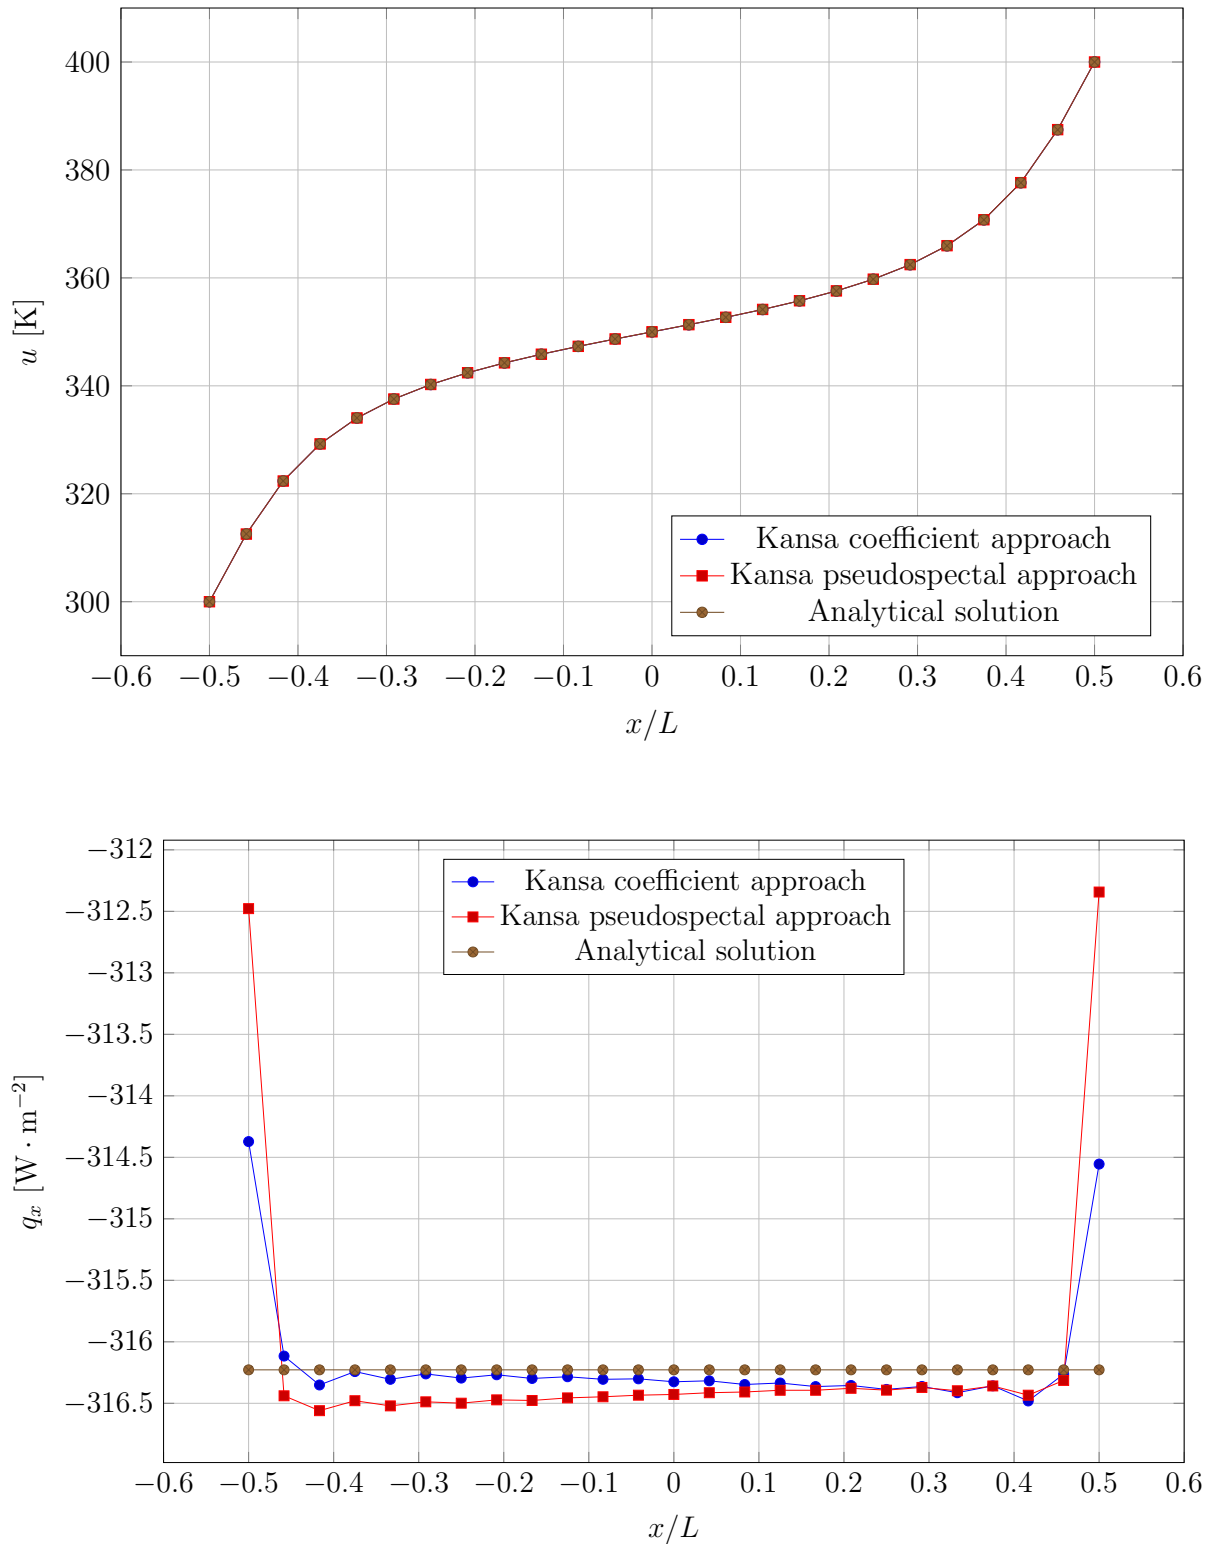 400
380
360
340
320
300
u [K]
Kansa coefficient approach
Kansa pseudospectal approach
Analytical solution
−0.6 −0.5 −0.4 −0.3 −0.2 −0.1 0 0.1 0.2 0.3 0.4 0.5 0.6
x/L
−312
−312.5
−313
−313.5
−314
−314.5
−315
−315.5
−316
−316.5
q_x [W · m⁻²]
Kansa coefficient approach
Kansa pseudospectal approach
Analytical solution
−0.6 −0.5 −0.4 −0.3 −0.2 −0.1 0 0.1 0.2 0.3 0.4 0.5 0.6
x/L